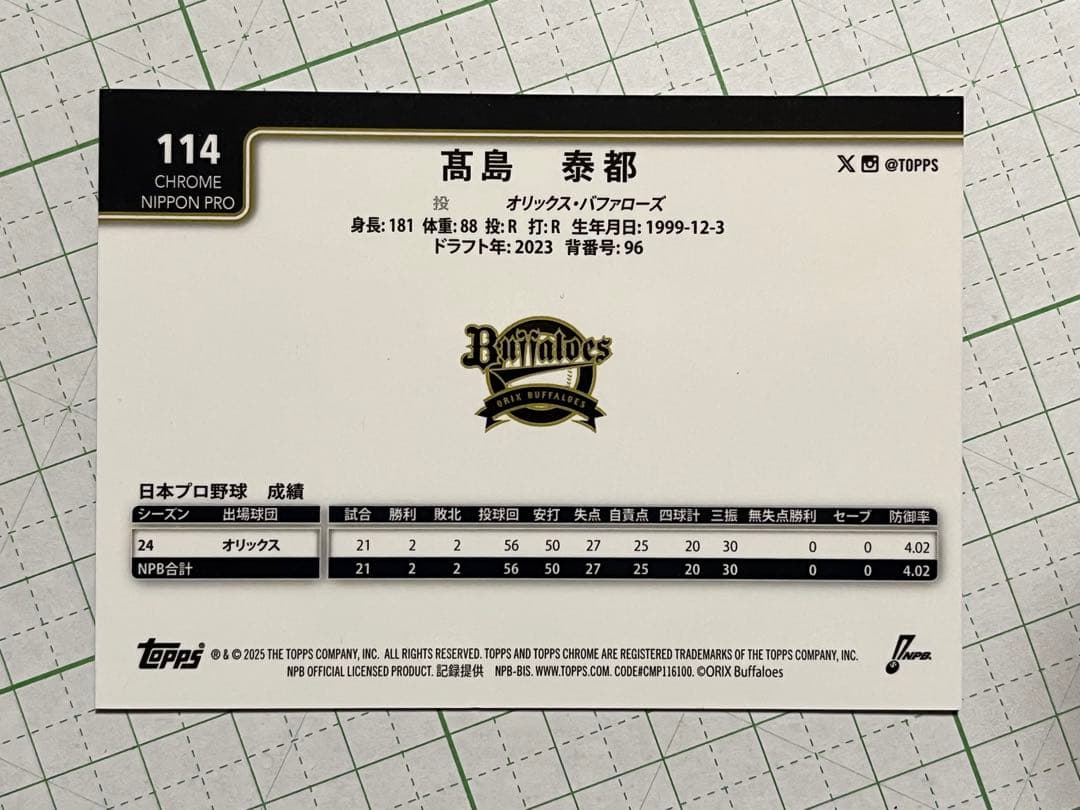 114
CHROME
NIPPON PRO
髙島 泰都
@TOPPS
投 オリックス・バファローズ
身長: 181 体重: 88 投: R 打: R 生年月日: 1999-12-3
ドラフト年: 2023 背番号: 96
Buffaloes
ORIX BUFFALOES
日本プロ野球 成績
シーズン 出場球団 試合 勝利 敗北 投球回 安打 失点 自責点 四球計 三振 無失点勝利 セーブ 防御率
24 オリックス 21 2 2 56 50 27 25 20 30 0 0 4.02
NPB合計 21 2 2 56 50 27 25 20 30 0 0 4.02
topps ® & © 2025 THE TOPPS COMPANY, INC. ALL RIGHTS RESERVED. TOPPS AND TOPPS CHROME ARE REGISTERED TRADEMARKS OF THE TOPPS COMPANY, INC.
NPB OFFICIAL LICENSED PRODUCT. 記録提供 NPB-BIS. WWW.TOPPS.COM. CODE#CMP116100. ©ORIX Buffaloes
NPB.